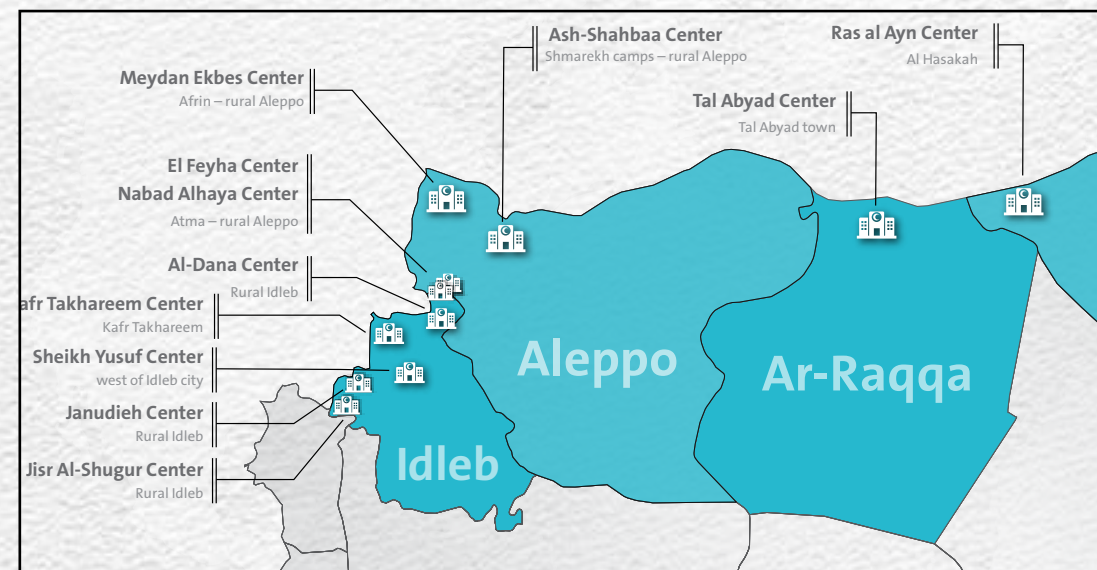 Ash-Shahbaa Center
Shmarekh camps – rural Aleppo
Ras al Ayn Center
Al Hasakah
Meydan Ekbes Center
Afrin – rural Aleppo
Tal Abyad Center
Tal Abyad town
El Feyha Center
Nabad Alhaya Center
Atma – rural Aleppo
Al-Dana Center
Rural Idleb
afr Takhareem Center
Kafr Takhareem
Sheikh Yusuf Center
west of Idleb city
Janudieh Center
Rural Idleb
Jisr Al-Shugur Center
Rural Idleb
Aleppo
Ar-Raqqa
Idleb